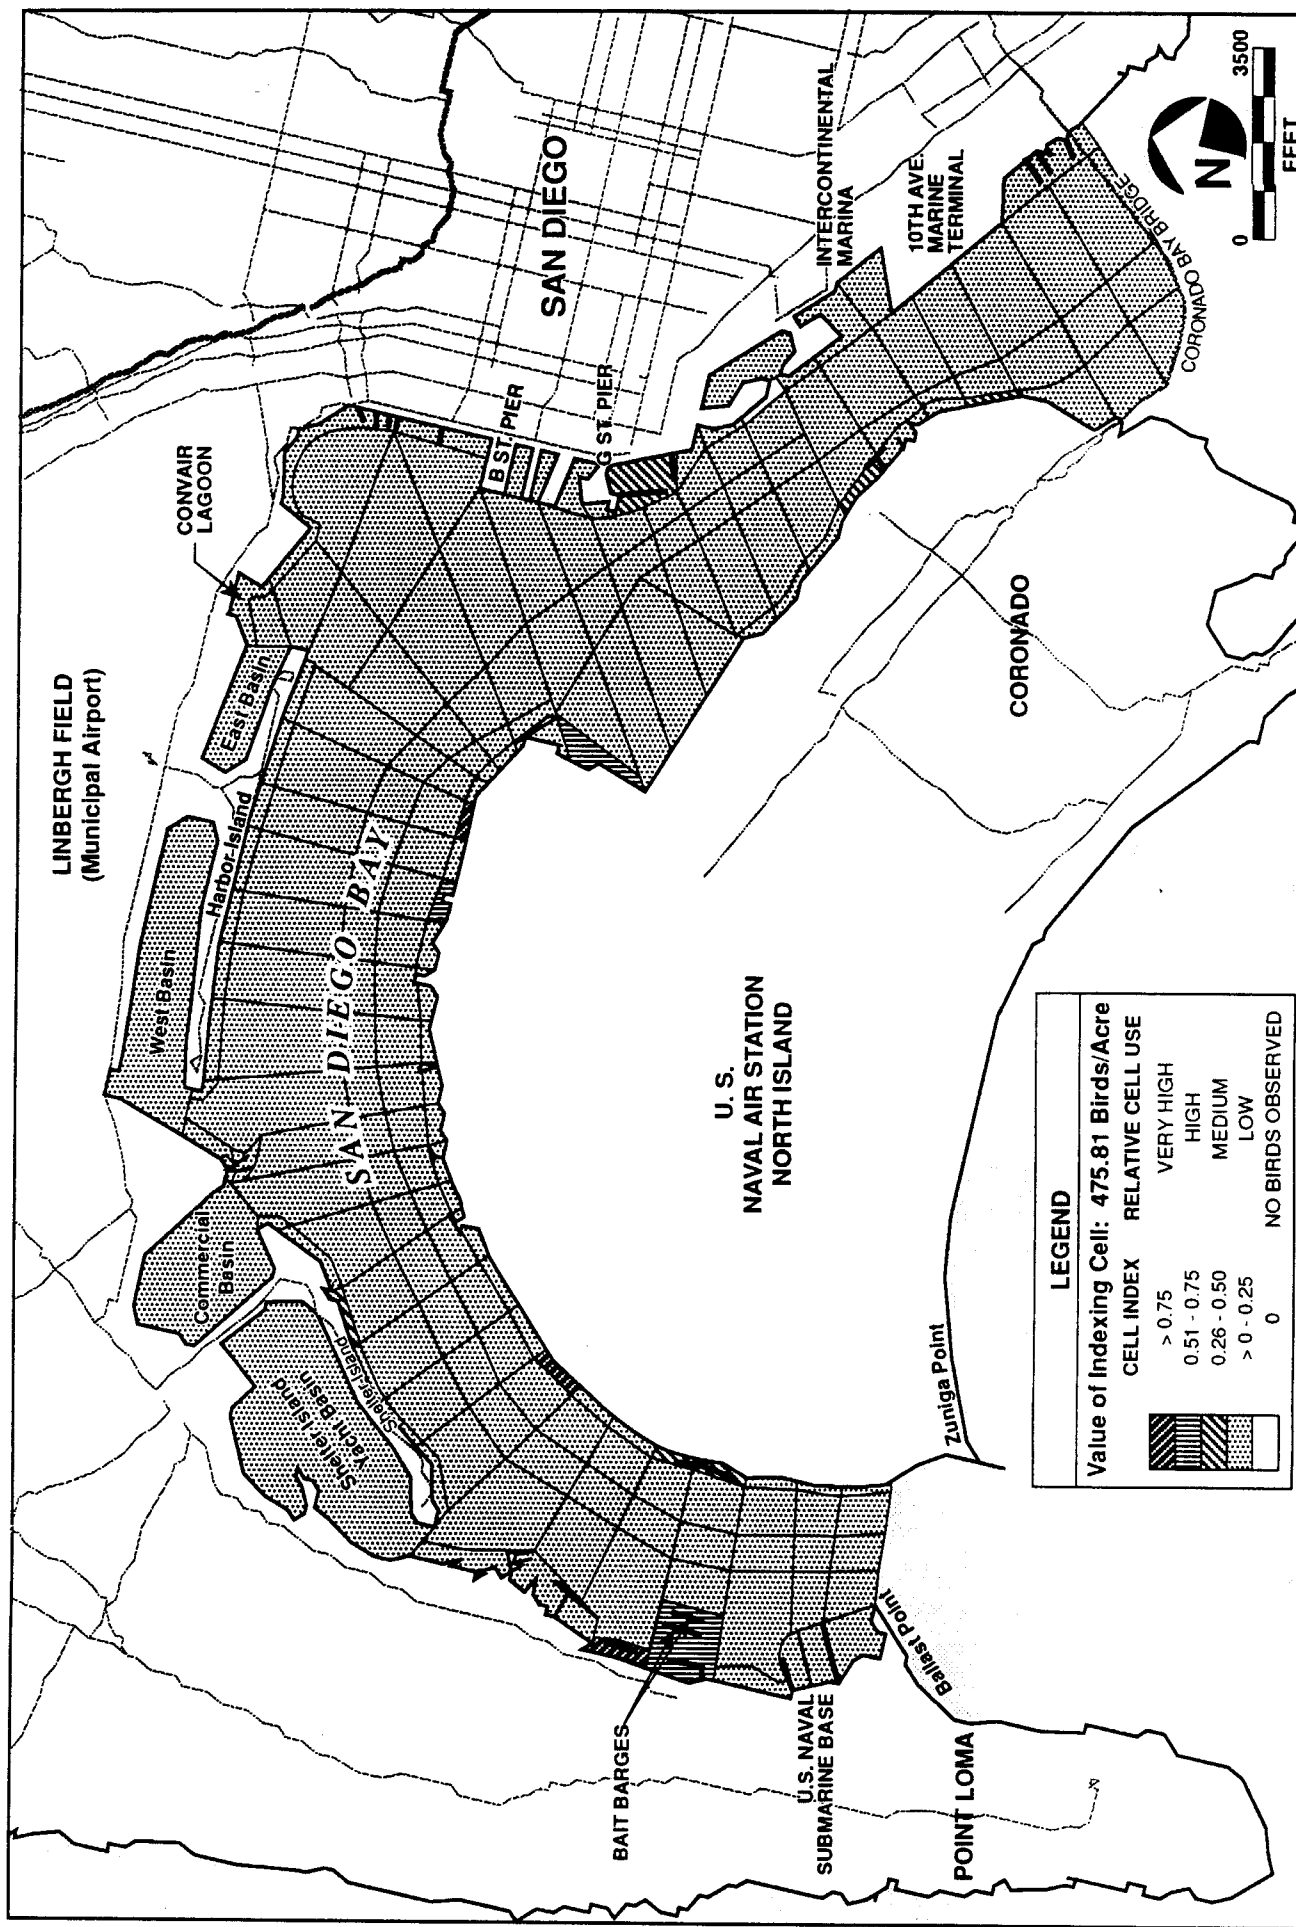 LINBERGH FIELD
(Municipal Airport)
CONVAIR
LAGOON
SAN DIEGO
B ST. PIER
G ST. PIER
INTERCONTINENTAL
MARINA
10TH AVE.
MARINE
TERMINAL
CORONADO BAY BRIDGE
East Basin
Harbor Island
West Basin
Commercial
Basin
Shelter Island
Yacht Basin
Shelter Island
SAN DIEGO BAY
BAIT BARGES
U.S. NAVAL
SUBMARINE BASE
POINT LOMA
Ballast Point
Zuniga Point
U. S.
NAVAL AIR STATION
NORTH ISLAND
CORONADO
N
0 3500
FEET
LEGEND
Value of Indexing Cell: 475.81 Birds/Acre
CELL INDEX RELATIVE CELL USE
> 0.75 VERY HIGH
0.51 - 0.75 HIGH
0.26 - 0.50 MEDIUM
> 0 - 0.25 LOW
0 NO BIRDS OBSERVED